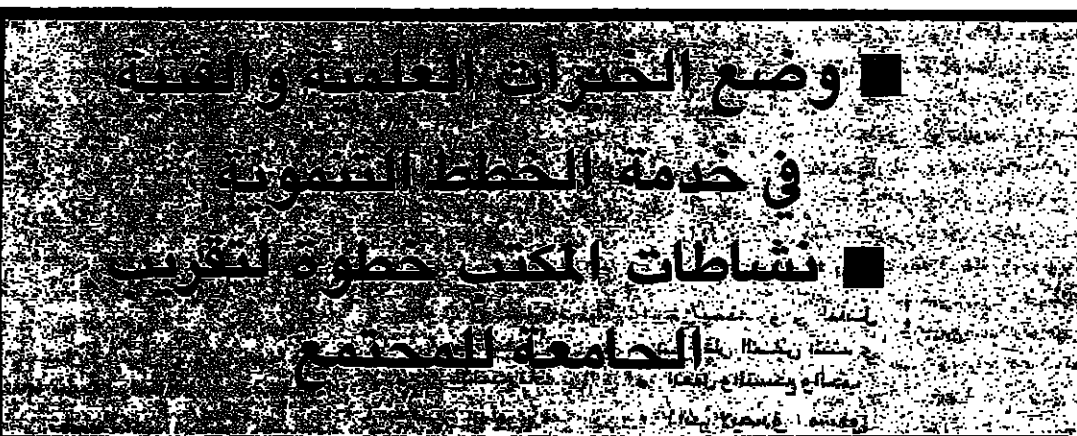 ■ وضع الخبرات العلمية والفنية
في خدمة الخطط التنموية
■ نشاطات المكتب خطوة لتقريب
الجامعة للمجتمع